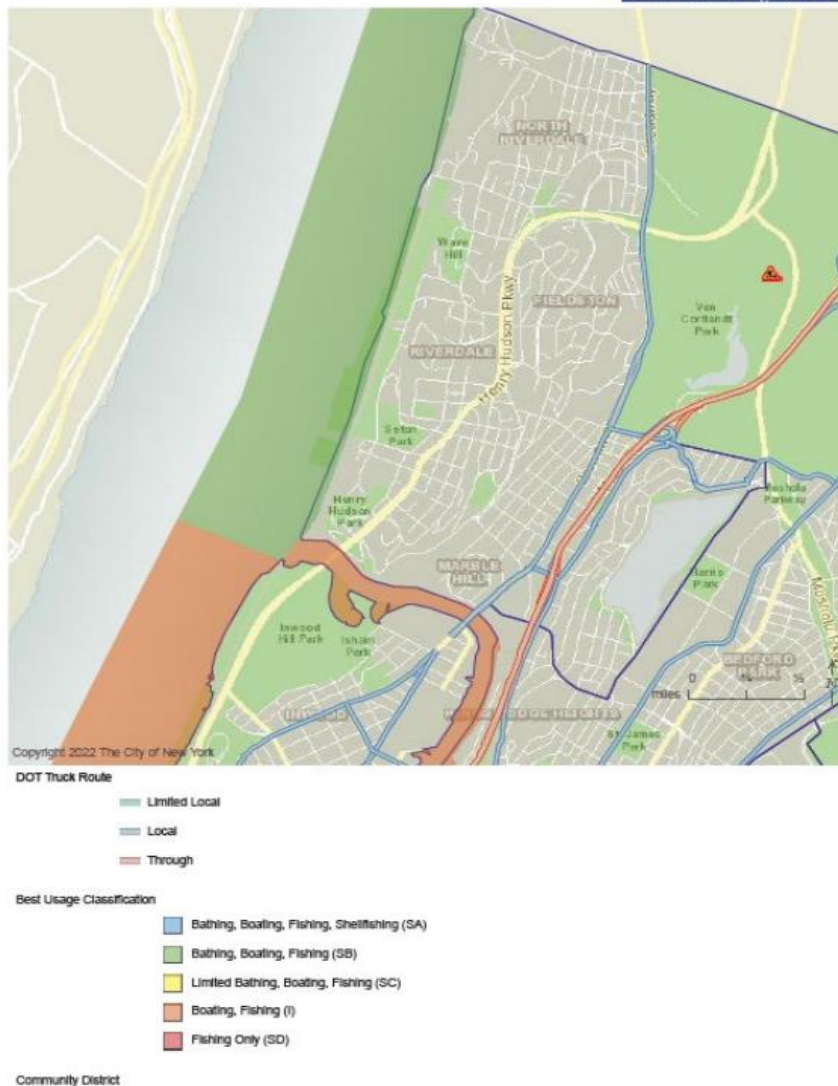 NORTH
RIVERDALE
Broadway
Wave
Hill
FIELDSTON
Van
Cortlandt
Park
RIVERDALE
Henry Hudson Pkwy
Seton
Park
Henry
Hudson
Park
Mosholu
Parkway
MARBLE
HILL
Harris
Park
Inwood
Hill Park
Isham
Park
BEDFORD
PARK
miles
0
INWOOD
St. James
Park
Copyright 2022 The City of New York
DOT Truck Route
Limited Local
Local
Through
Best Usage Classification
Bathing, Boating, Fishing, Shellfishing (SA)
Bathing, Boating, Fishing (SB)
Limited Bathing, Boating, Fishing (SC)
Boating, Fishing (I)
Fishing Only (SD)
Community District